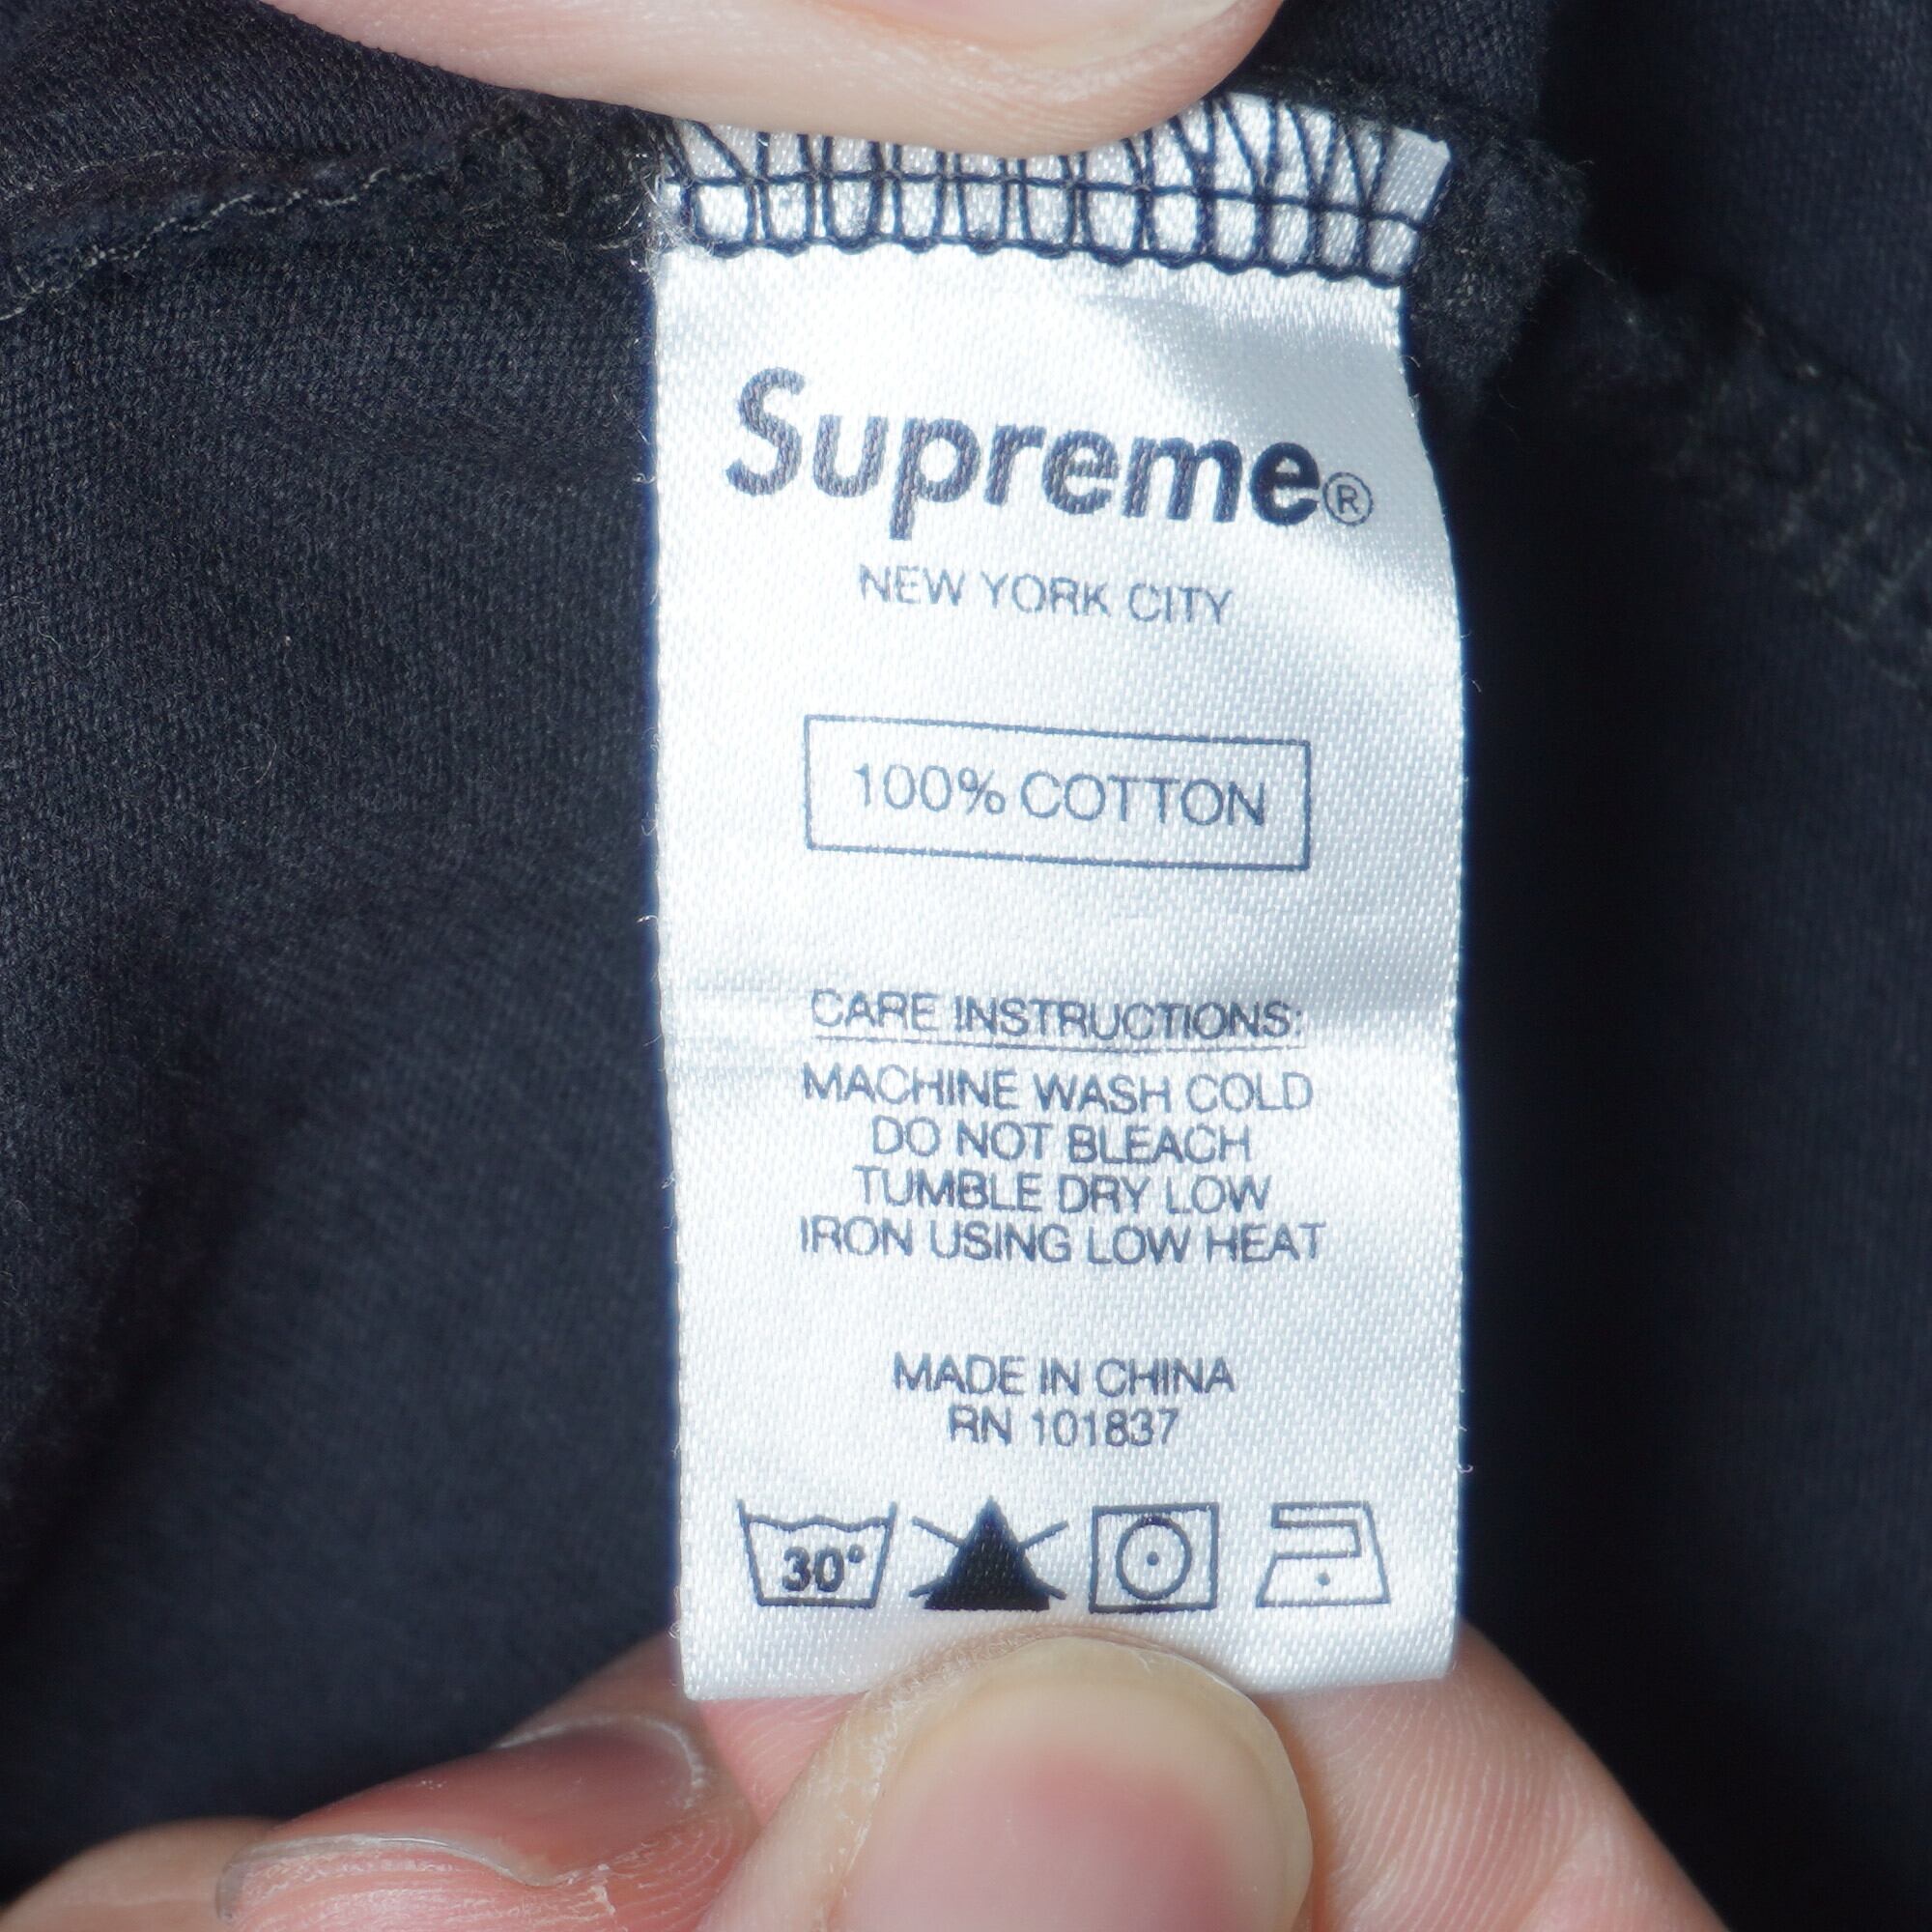 Supreme®
NEW YORK CITY
100% COTTON
CARE INSTRUCTIONS:
MACHINE WASH COLD
DO NOT BLEACH
TUMBLE DRY LOW
IRON USING LOW HEAT
MADE IN CHINA
RN 101837
30°